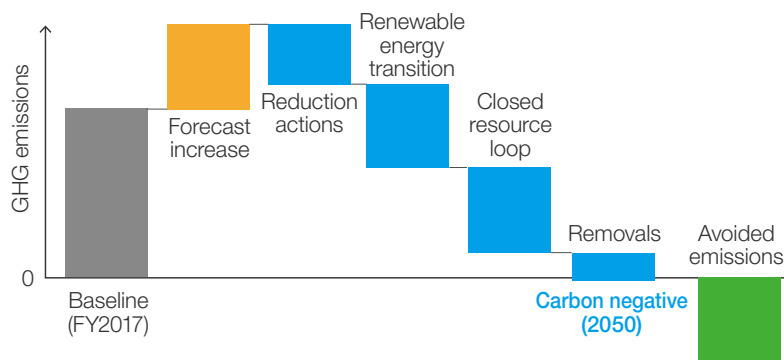 GHG emissions
0
Baseline
(FY2017)
Forecast
increase
Reduction
actions
Renewable
energy
transition
Closed
resource
loop
Removals
Carbon negative
(2050)
Avoided
emissions